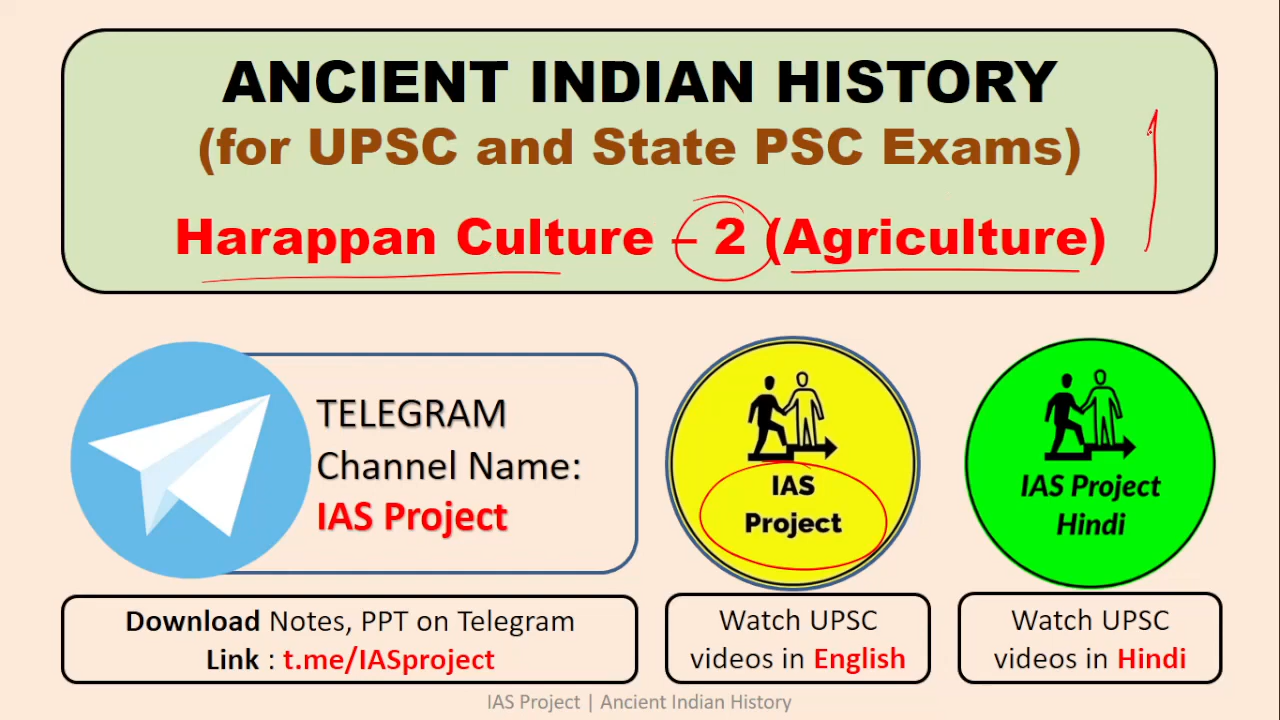 ANCIENT INDIAN HISTORY
(for UPSC and State PSC Exams)
Harappan Culture – 2 (Agriculture)
TELEGRAM
Channel Name:
IAS Project
IAS
Project
IAS Project
Hindi
Download Notes, PPT on Telegram
Link : t.me/IASproject
Watch UPSC
videos in English
Watch UPSC
videos in Hindi
IAS Project | Ancient Indian History